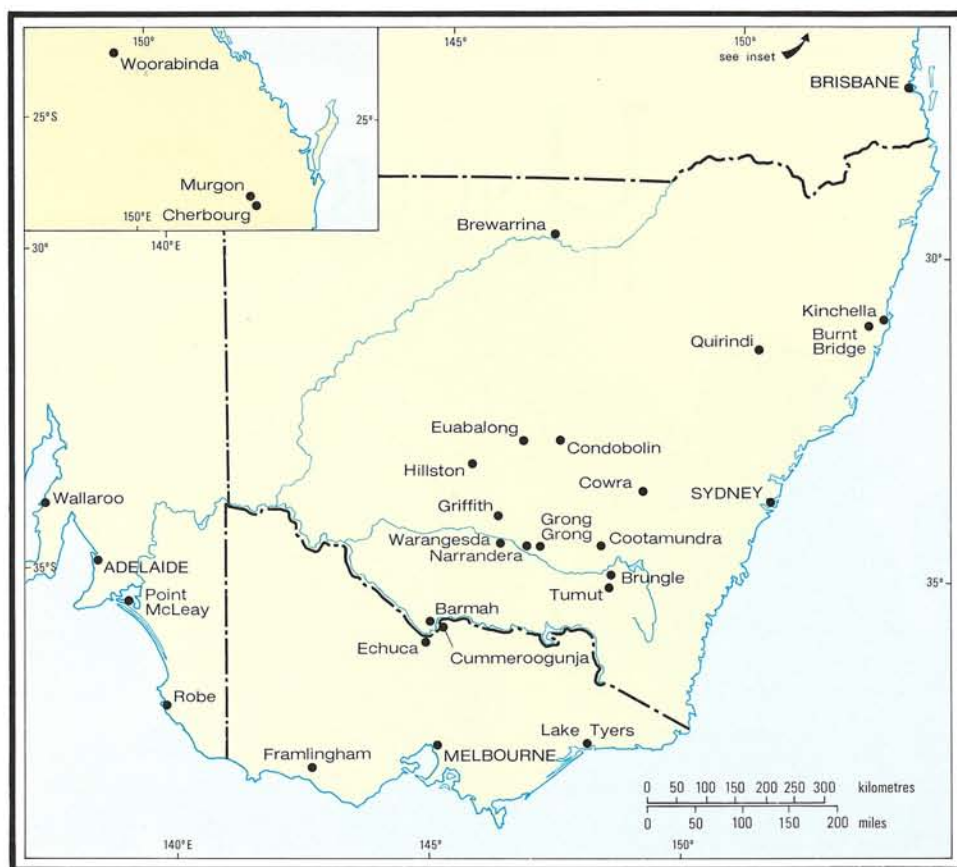 150°
145°
150°
see inset
Woorabinda
BRISBANE
25°S
25°
Murgon
Cherbourg
150°E
140°E
30°
Brewarrina
30°
Kinchella
Burnt
Bridge
Quirindi
Euabalong
Condobolin
Hillston
Cowra
SYDNEY
Wallaroo
Griffith
Grong
Grong
Warangesda
Narrandera
Cootamundra
ADELAIDE
35°S
Brungle
35°
Point
McLeay
Tumut
Barmah
Echuca
Cummeroogunja
Robe
Lake Tyers
Framlingham
MELBOURNE
0 50 100 150 200 250 300 kilometres
0 50 100 150 200
miles
140°
145°
150°